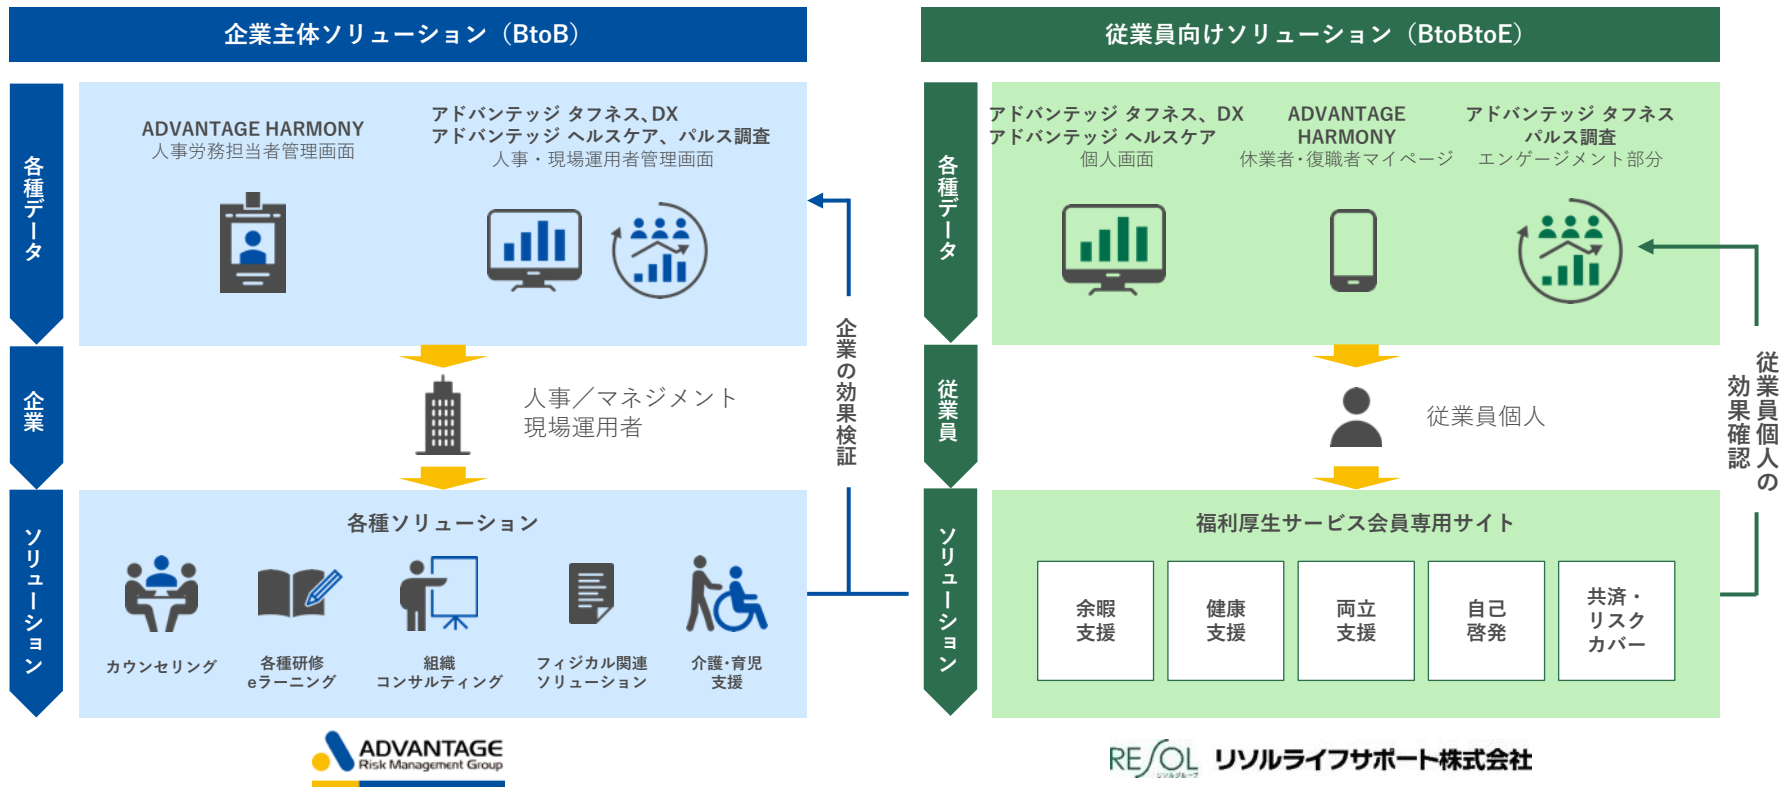 企業主体ソリューション（BtoB）
各種データ
ADVANTAGE HARMONY
人事労務担当者管理画面
アドバンテッジ タフネス、DX
アドバンテッジ ヘルスケア、パルス調査
人事・現場運用者管理画面
企業
人事／マネジメント
現場運用者
企業の効果検証
ソリューション
各種ソリューション
カウンセリング
各種研修
eラーニング
組織
コンサルティング
フィジカル関連
ソリューション
介護・育児
支援
ADVANTAGE
Risk Management Group
従業員向けソリューション（BtoBtoE）
各種データ
アドバンテッジ タフネス、DX
アドバンテッジ ヘルスケア
個人画面
ADVANTAGE
HARMONY
休業者・復職者マイページ
アドバンテッジ タフネス
パルス調査
エンゲージメント部分
従業員
従業員個人
従業員個人の
効果確認
ソリューション
福利厚生サービス会員専用サイト
余暇
支援
健康
支援
両立
支援
自己
啓発
共済・
リスク
カバー
RESOL
リソルグループ
リソルライフサポート株式会社